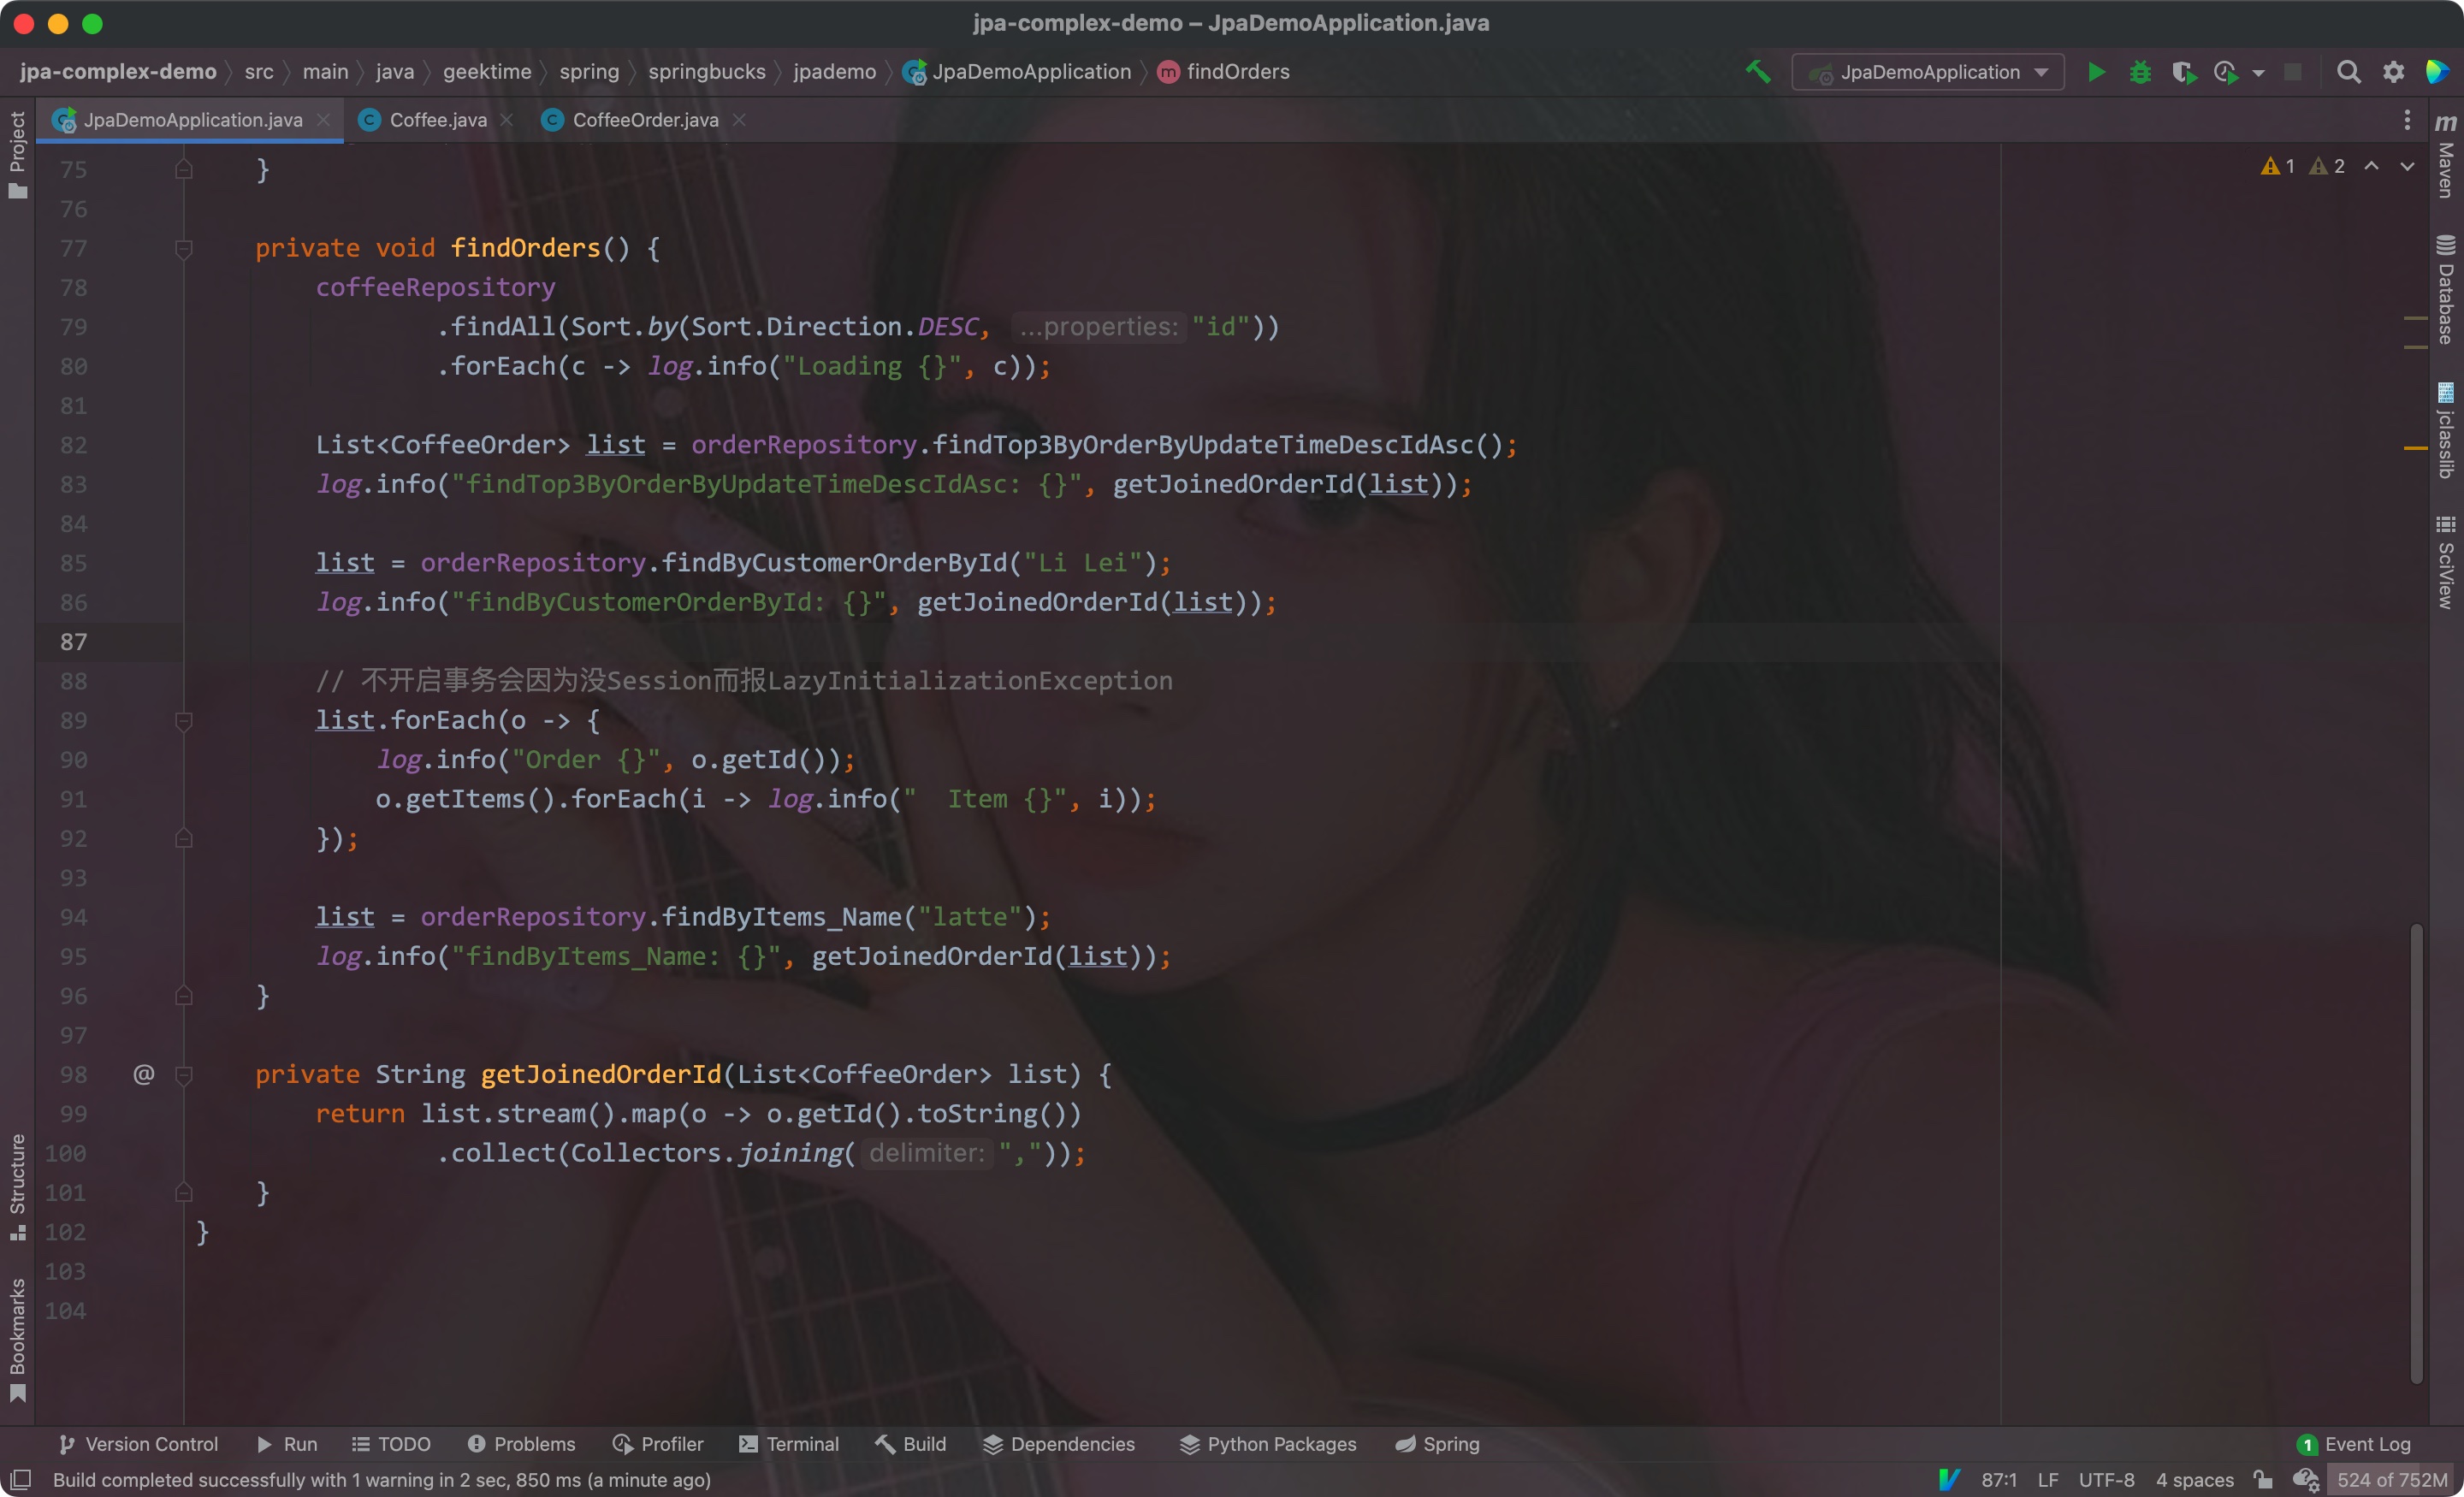 jpa-complex-demo – JpaDemoApplication.java
jpa-complex-demo src main java geektime spring springbucks jpademo JpaDemoApplication findOrders JpaDemoApplication
JpaDemoApplication.java Coffee.java CoffeeOrder.java
Project
m Maven
Database
jclasslib
SciView
1 2
75 }
76
77 private void findOrders() {
78 coffeeRepository
79 .findAll(Sort.by(Sort.Direction.DESC, ...properties: "id"))
80 .forEach(c -> log.info("Loading {}", c));
81
82 List<CoffeeOrder> list = orderRepository.findTop3ByOrderByUpdateTimeDescIdAsc();
83 log.info("findTop3ByOrderByUpdateTimeDescIdAsc: {}", getJoinedOrderId(list));
84
85 list = orderRepository.findByCustomerOrderById("Li Lei");
86 log.info("findByCustomerOrderById: {}", getJoinedOrderId(list));
87
88 // 不开启事务会因为没Session而报LazyInitializationException
89 list.forEach(o -> {
90 log.info("Order {}", o.getId());
91 o.getItems().forEach(i -> log.info("  Item {}", i));
92 });
93
94 list = orderRepository.findByItems_Name("latte");
95 log.info("findByItems_Name: {}", getJoinedOrderId(list));
96 }
97
98 @ private String getJoinedOrderId(List<CoffeeOrder> list) {
99 return list.stream().map(o -> o.getId().toString())
100 .collect(Collectors.joining( delimiter: ","));
101 }
102 }
103
104
Structure
Bookmarks
Version Control Run TODO Problems Profiler Terminal Build Dependencies Python Packages Spring 1 Event Log
Build completed successfully with 1 warning in 2 sec, 850 ms (a minute ago) 87:1 LF UTF-8 4 spaces 524 of 752M